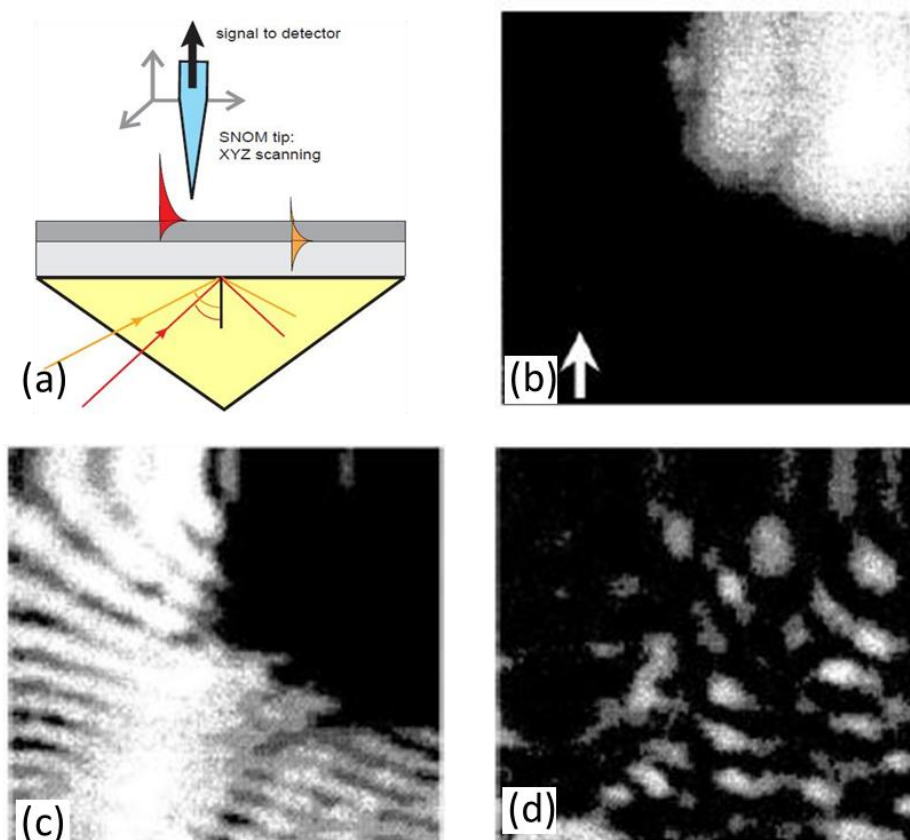 signal to detector
SNOM tip:
XYZ scanning
(a)
(b)
(c)
(d)